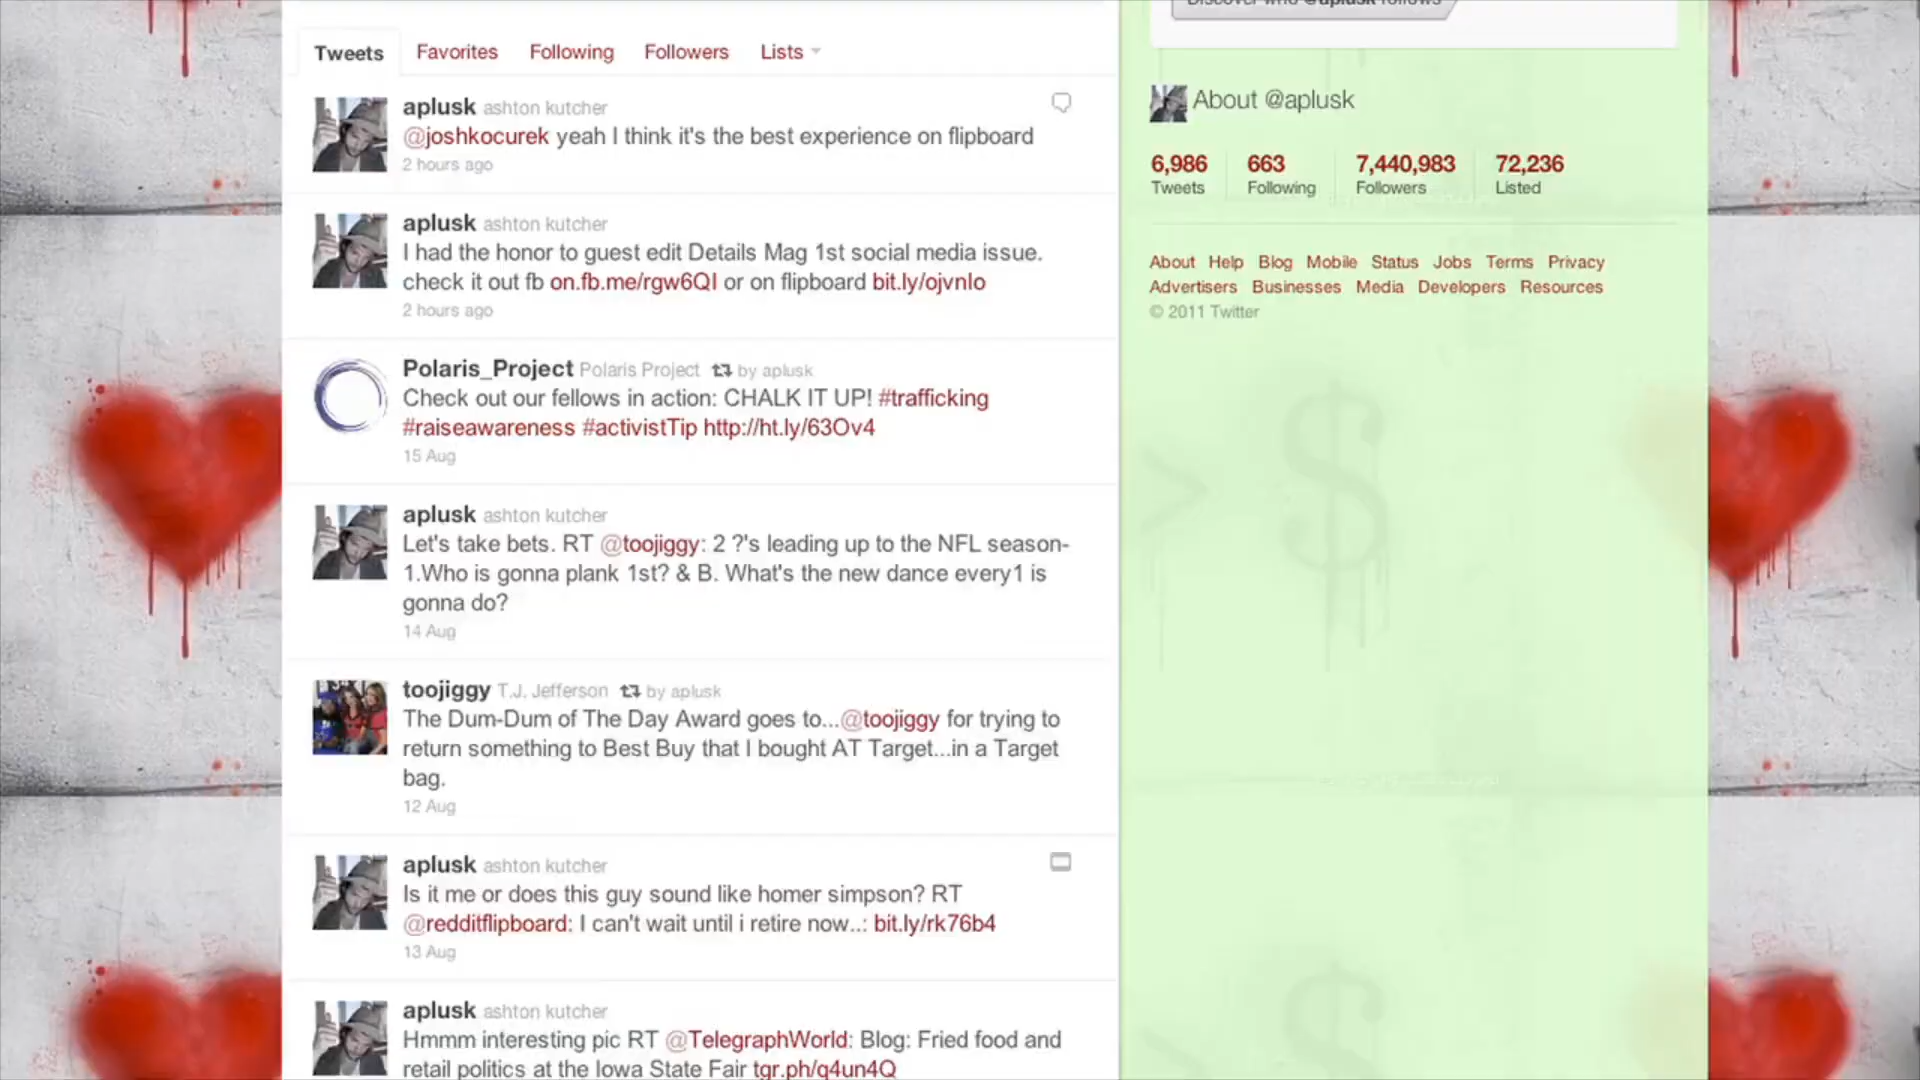 Discover who @aplusk follows
Tweets Favorites Following Followers Lists
aplusk ashton kutcher
@joshkocurek yeah I think it's the best experience on flipboard
2 hours ago
aplusk ashton kutcher
I had the honor to guest edit Details Mag 1st social media issue.
check it out fb on.fb.me/rgw6QI or on flipboard bit.ly/ojvnIo
2 hours ago
Polaris_Project Polaris Project by aplusk
Check out our fellows in action: CHALK IT UP! #trafficking
#raiseawareness #activistTip http://ht.ly/63Ov4
15 Aug
aplusk ashton kutcher
Let's take bets. RT @toojiggy: 2 ?'s leading up to the NFL season-
1.Who is gonna plank 1st? & B. What's the new dance every1 is
gonna do?
14 Aug
toojiggy T.J. Jefferson by aplusk
The Dum-Dum of The Day Award goes to...@toojiggy for trying to
return something to Best Buy that I bought AT Target...in a Target
bag.
12 Aug
aplusk ashton kutcher
Is it me or does this guy sound like homer simpson? RT
@redditflipboard: I can't wait until i retire now..: bit.ly/rk76b4
13 Aug
aplusk ashton kutcher
Hmmm interesting pic RT @TelegraphWorld: Blog: Fried food and
retail politics at the Iowa State Fair tgr.ph/q4un4Q
About @aplusk
6,986 663 7,440,983 72,236
Tweets Following Followers Listed
About Help Blog Mobile Status Jobs Terms Privacy
Advertisers Businesses Media Developers Resources
© 2011 Twitter
> $
$